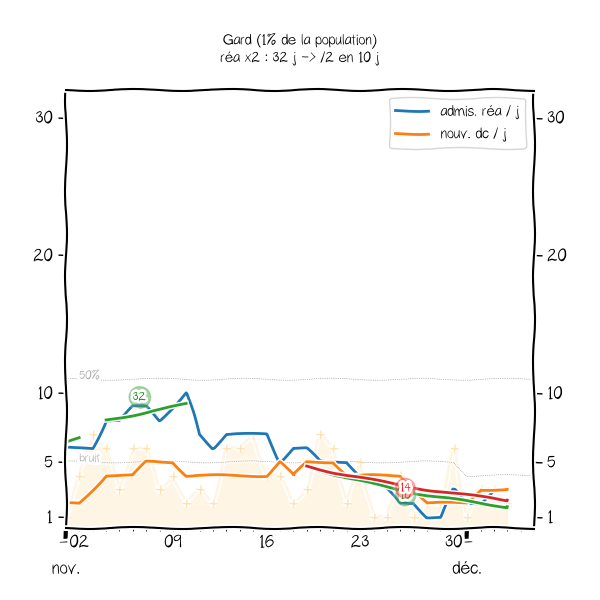 Gard (1% de la population)
réa x2 : 32 j -> /2 en 10 j
admis. réa / j
nouv. dc / j
30 30
20 20
50%
32
10 10
bruit
5 5
14
1 1
02 09 16 23 30
nov. déc.